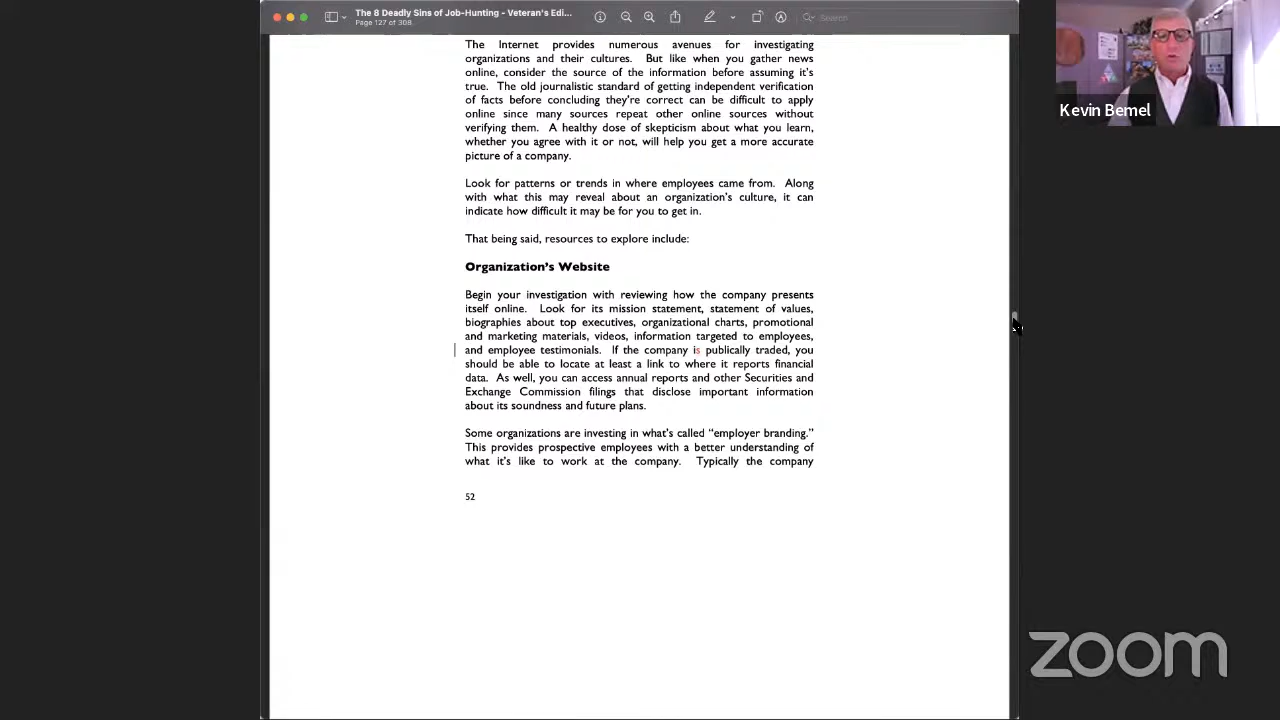 The 8 Deadly Sins of Job-Hunting - Veteran's Edi...
Page 127 of 308
Search
Kevin Bemel
The Internet provides numerous avenues for investigating
organizations and their cultures. But like when you gather news
online, consider the source of the information before assuming it's
true. The old journalistic standard of getting independent verification
of facts before concluding they're correct can be difficult to apply
online since many sources repeat other online sources without
verifying them. A healthy dose of skepticism about what you learn,
whether you agree with it or not, will help you get a more accurate
picture of a company.
Look for patterns or trends in where employees came from. Along
with what this may reveal about an organization's culture, it can
indicate how difficult it may be for you to get in.
That being said, resources to explore include:
Organization's Website
Begin your investigation with reviewing how the company presents
itself online. Look for its mission statement, statement of values,
biographies about top executives, organizational charts, promotional
and marketing materials, videos, information targeted to employees,
and employee testimonials. If the company is publically traded, you
should be able to locate at least a link to where it reports financial
data. As well, you can access annual reports and other Securities and
Exchange Commission filings that disclose important information
about its soundness and future plans.
Some organizations are investing in what's called "employer branding."
This provides prospective employees with a better understanding of
what it's like to work at the company. Typically the company
52
zoom